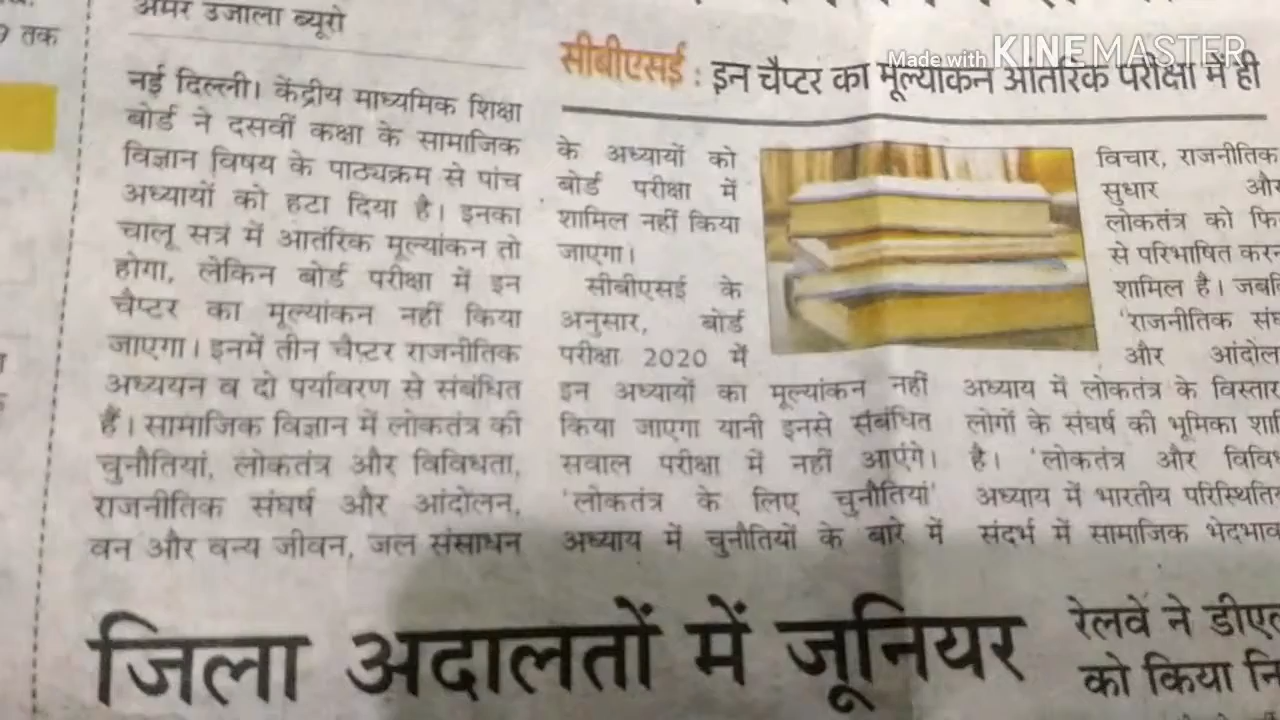 9 तक
अमर उजाला ब्यूरो
नई दिल्ली। केंद्रीय माध्यमिक शिक्षा
बोर्ड ने दसवीं कक्षा के सामाजिक
विज्ञान विषय के पाठ्यक्रम से पांच
अध्यायों को हटा दिया है। इनका
चालू सत्र में आतंरिक मूल्यांकन तो
होगा, लेकिन बोर्ड परीक्षा में इन
चैप्टर का मूल्यांकन नहीं किया
जाएगा। इनमें तीन चैप्टर राजनीतिक
अध्ययन व दो पर्यावरण से संबंधित
हैं। सामाजिक विज्ञान में लोकतंत्र की
चुनौतियां, लोकतंत्र और विविधता,
राजनीतिक संघर्ष और आंदोलन,
वन और वन्य जीवन, जल संसाधन
Made with KINEMASTER
सीबीएसई : इन चैप्टर का मूल्यांकन आंतरिक परीक्षा में ही
के अध्यायों को
बोर्ड परीक्षा में
शामिल नहीं किया
जाएगा।
सीबीएसई के
अनुसार, बोर्ड
परीक्षा 2020 में
इन अध्यायों का मूल्यांकन नहीं
किया जाएगा यानी इनसे संबंधित
सवाल परीक्षा में नहीं आएंगे।
'लोकतंत्र के लिए चुनौतियां'
अध्याय में चुनौतियों के बारे में
विचार, राजनीतिक
सुधार और
लोकतंत्र को फि
से परिभाषित करन
शामिल है। जबकि
'राजनीतिक संघ
और आंदोल
अध्याय में लोकतंत्र के विस्तार
लोगों के संघर्ष की भूमिका शा
है। 'लोकतंत्र और विवि
अध्याय में भारतीय परिस्थिति
संदर्भ में सामाजिक भेदभाव
जिला अदालतों में जूनियर
रेलवे ने डीए
को किया नि